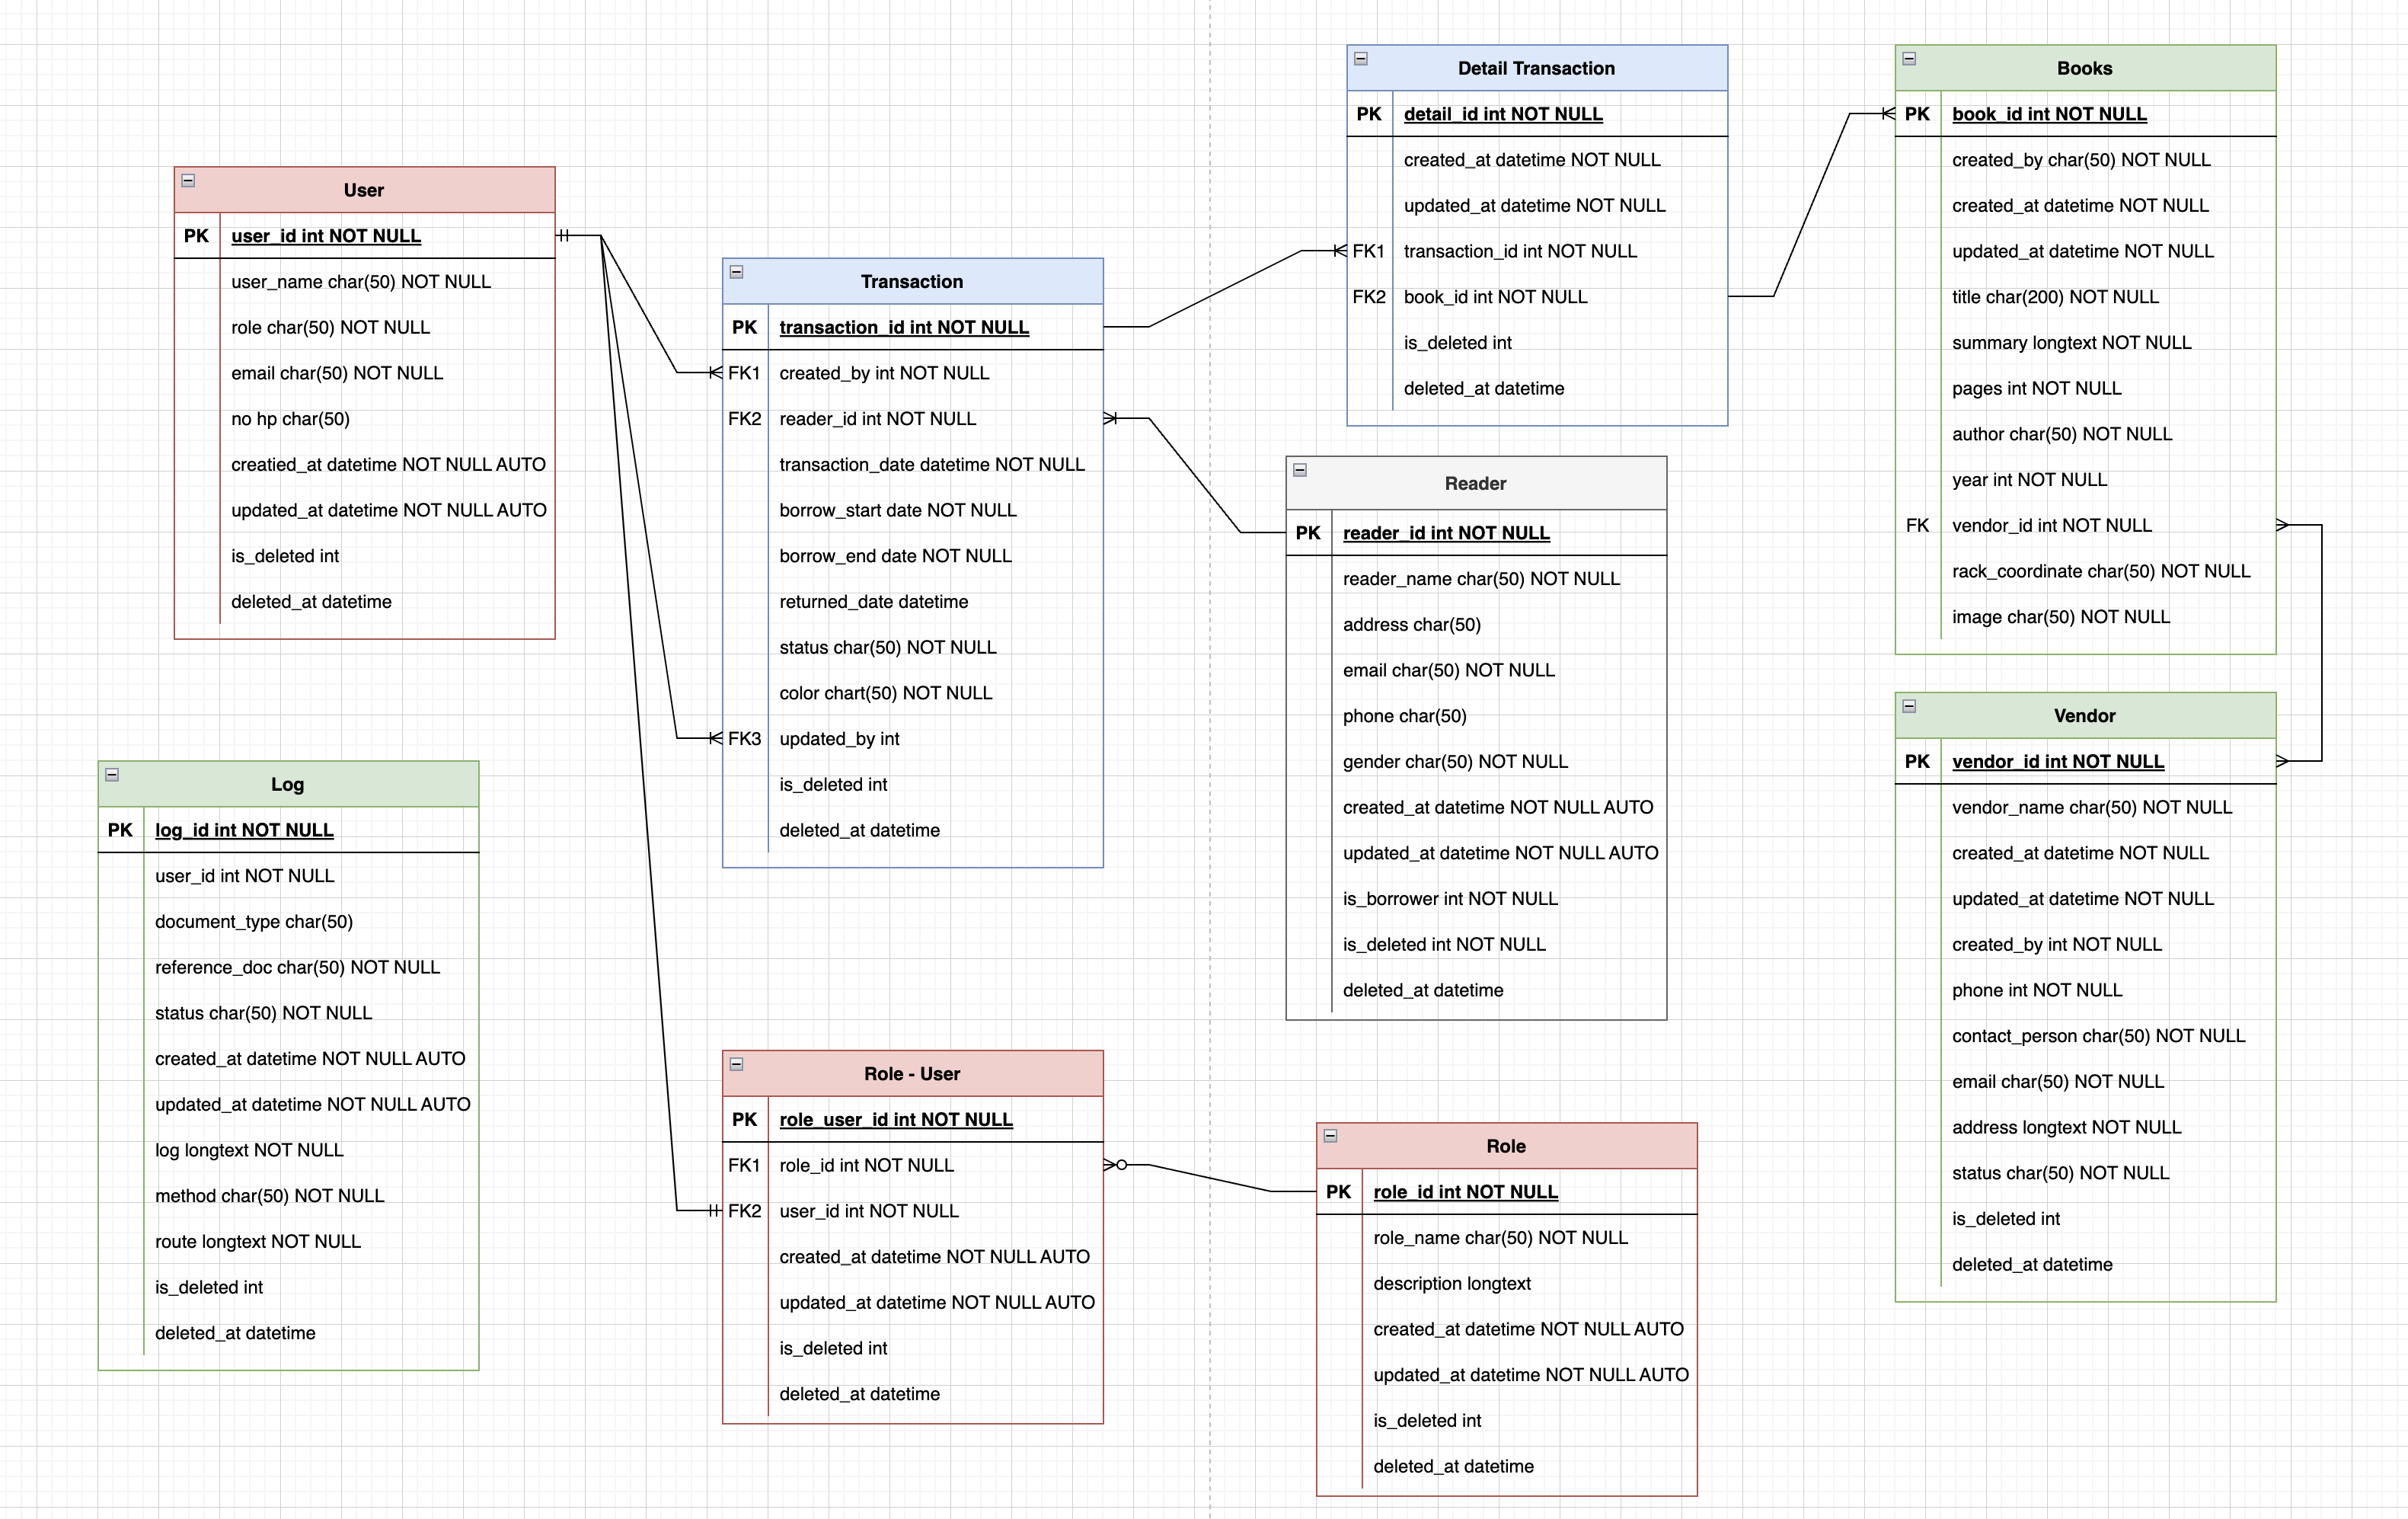 User
PK user_id int NOT NULL
user_name char(50) NOT NULL
role char(50) NOT NULL
email char(50) NOT NULL
no hp char(50)
creatied_at datetime NOT NULL AUTO
updated_at datetime NOT NULL AUTO
is_deleted int
deleted_at datetime
Log
PK log_id int NOT NULL
user_id int NOT NULL
document_type char(50)
reference_doc char(50) NOT NULL
status char(50) NOT NULL
created_at datetime NOT NULL AUTO
updated_at datetime NOT NULL AUTO
log longtext NOT NULL
method char(50) NOT NULL
route longtext NOT NULL
is_deleted int
deleted_at datetime
Transaction
PK transaction_id int NOT NULL
FK1 created_by int NOT NULL
FK2 reader_id int NOT NULL
transaction_date datetime NOT NULL
borrow_start date NOT NULL
borrow_end date NOT NULL
returned_date datetime
status char(50) NOT NULL
color chart(50) NOT NULL
FK3 updated_by int
is_deleted int
deleted_at datetime
Role - User
PK role_user_id int NOT NULL
FK1 role_id int NOT NULL
FK2 user_id int NOT NULL
created_at datetime NOT NULL AUTO
updated_at datetime NOT NULL AUTO
is_deleted int
deleted_at datetime
Detail Transaction
PK detail_id int NOT NULL
created_at datetime NOT NULL
updated_at datetime NOT NULL
FK1 transaction_id int NOT NULL
FK2 book_id int NOT NULL
is_deleted int
deleted_at datetime
Reader
PK reader_id int NOT NULL
reader_name char(50) NOT NULL
address char(50)
email char(50) NOT NULL
phone char(50)
gender char(50) NOT NULL
created_at datetime NOT NULL AUTO
updated_at datetime NOT NULL AUTO
is_borrower int NOT NULL
is_deleted int NOT NULL
deleted_at datetime
Role
PK role_id int NOT NULL
role_name char(50) NOT NULL
description longtext
created_at datetime NOT NULL AUTO
updated_at datetime NOT NULL AUTO
is_deleted int
deleted_at datetime
Books
PK book_id int NOT NULL
created_by char(50) NOT NULL
created_at datetime NOT NULL
updated_at datetime NOT NULL
title char(200) NOT NULL
summary longtext NOT NULL
pages int NOT NULL
author char(50) NOT NULL
year int NOT NULL
FK vendor_id int NOT NULL
rack_coordinate char(50) NOT NULL
image char(50) NOT NULL
Vendor
PK vendor_id int NOT NULL
vendor_name char(50) NOT NULL
created_at datetime NOT NULL
updated_at datetime NOT NULL
created_by int NOT NULL
phone int NOT NULL
contact_person char(50) NOT NULL
email char(50) NOT NULL
address longtext NOT NULL
status char(50) NOT NULL
is_deleted int
deleted_at datetime